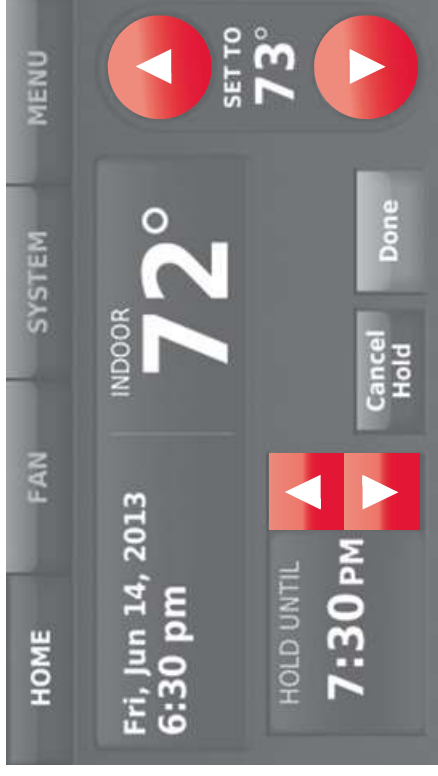 HOME
FAN
SYSTEM
MENU
Fri, Jun 14, 2013
6:30 pm
INDOOR
72°
SET TO
73°
HOLD UNTIL
7:30 PM
Cancel
Hold
Done